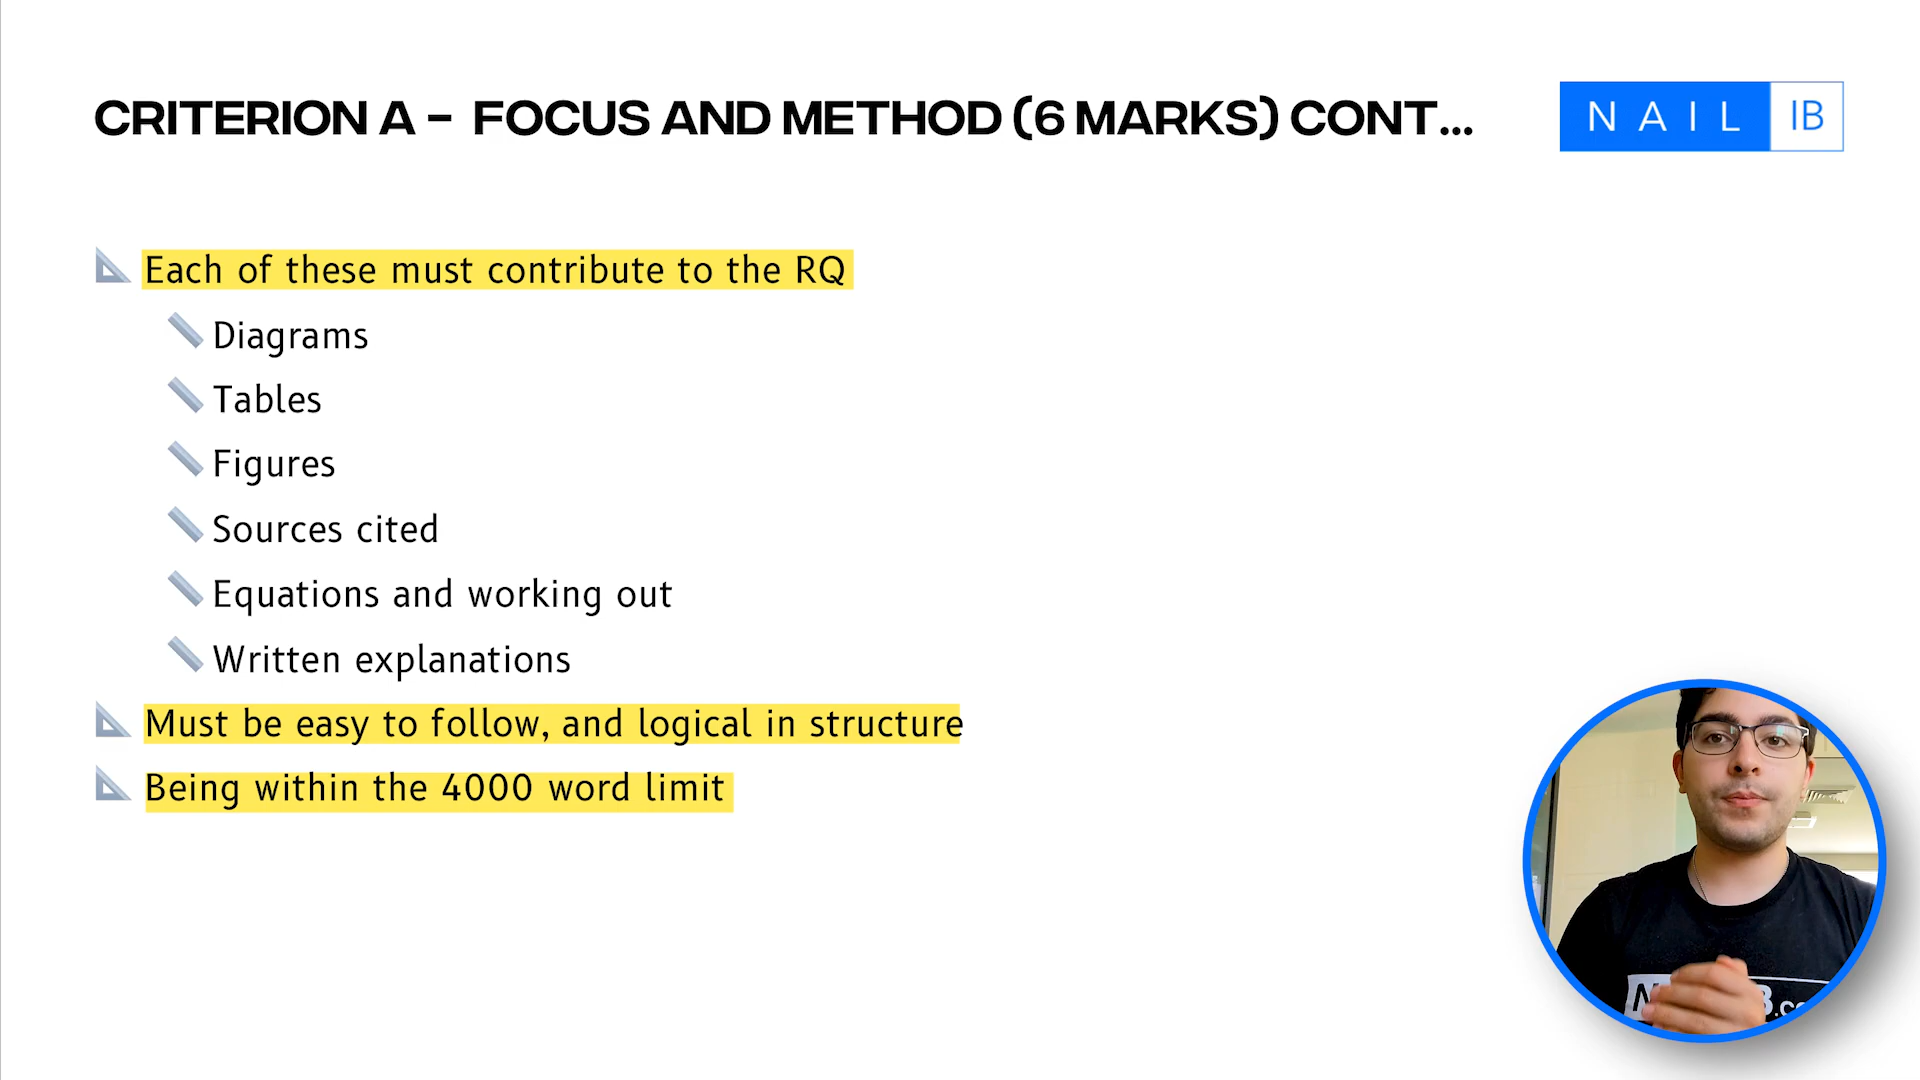 CRITERION A - FOCUS AND METHOD (6 MARKS) CONT...
NAIL IB
Each of these must contribute to the RQ
Diagrams
Tables
Figures
Sources cited
Equations and working out
Written explanations
Must be easy to follow, and logical in structure
Being within the 4000 word limit